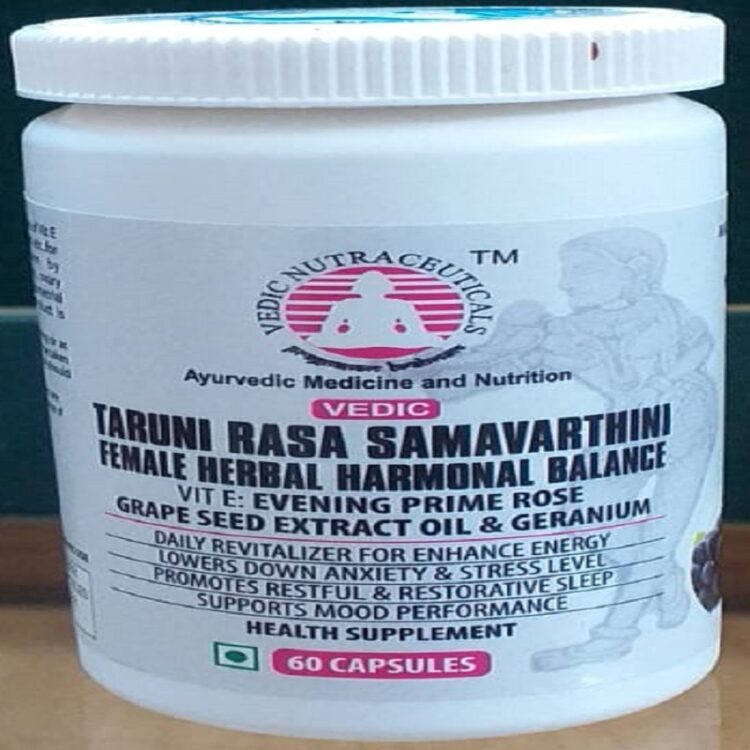 VEDIC NUTRACEUTICALS
TM
Ayurvedic Medicine and Nutrition
VEDIC
TARUNI RASA SAMAVARTHINI
FEMALE HERBAL HARMONAL BALANCE
VIT E: EVENING PRIME ROSE
GRAPE SEED EXTRACT OIL & GERANIUM
DAILY REVITALIZER FOR ENHANCE ENERGY
LOWERS DOWN ANXIETY & STRESS LEVEL
PROMOTES RESTFUL & RESTORATIVE SLEEP
SUPPORTS MOOD PERFORMANCE
HEALTH SUPPLEMENT
60 CAPSULES